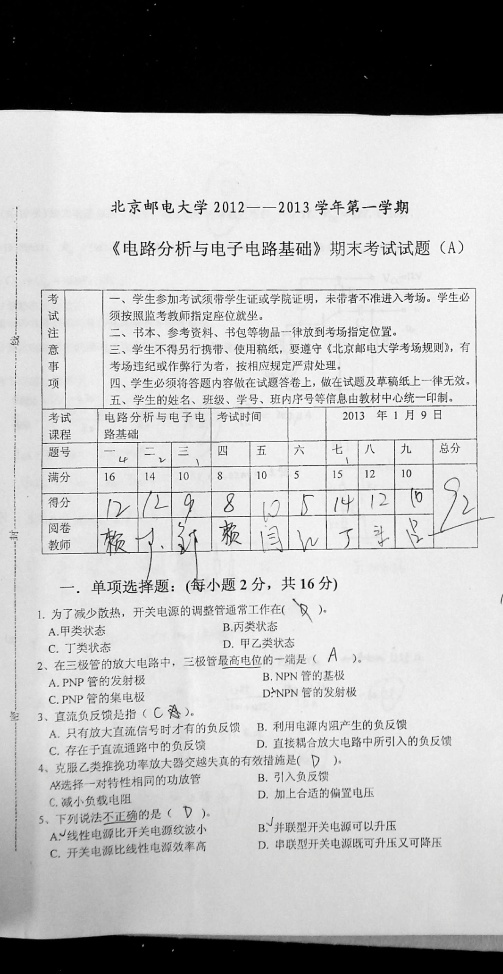 北京邮电大学2012——2013学年第一学期
《电路分析与电子电路基础》期末考试试题（A）
考试注意事项
一、学生参加考试须带学生证或学院证明，未带者不准进入考场。学生必
须按照监考教师指定座位就坐。
二、书本、参考资料、书包等物品一律放到考场指定位置。
三、学生不得另行携带、使用稿纸，要遵守《北京邮电大学考场规则》，有
考场违纪或作弊行为者，按相应规定严肃处理。
四、学生必须将答题内容做在试题答卷上，做在试题及草稿纸上一律无效。
五、学生的姓名、班级、学号、班内序号等信息由教材中心统一印制。
考试课程 电路分析与电子电路基础 考试时间 2013 年 1 月 9 日
题号 一 4 二 2 三 1 四 五 六 七 1 八 九 总分
满分 16 14 10 8 10 5 15 12 10
得分 12 12 9 8 10 5 14 12 10 92
阅卷教师
一．单项选择题：(每小题 2 分，共 16 分)
1. 为了减少散热，开关电源的调整管通常工作在( D )。
A.甲类状态 B.丙类状态
C. 丁类状态 D. 甲乙类状态
2、在三极管的放大电路中，三极管最高电位的一端是（ A ）。
A. PNP 管的发射极 B. NPN 管的基极
C. PNP 管的集电极 D. NPN 管的发射极
3、直流负反馈是指（ C ）。
A. 只有放大直流信号时才有的负反馈 B. 利用电源内阻产生的负反馈
C. 存在于直流通路中的负反馈 D. 直接耦合放大电路中所引入的负反馈
4、克服乙类推挽功率放大器交越失真的有效措施是( D )。
A.选择一对特性相同的功放管 B. 引入负反馈
C. 减小负载电阻 D. 加上合适的偏置电压
5、下列说法不正确的是（ D ）。
A.√线性电源比开关电源纹波小 B.√并联型开关电源可以升压
C. 开关电源比线性电源效率高 D. 串联型开关电源既可升压又可降压